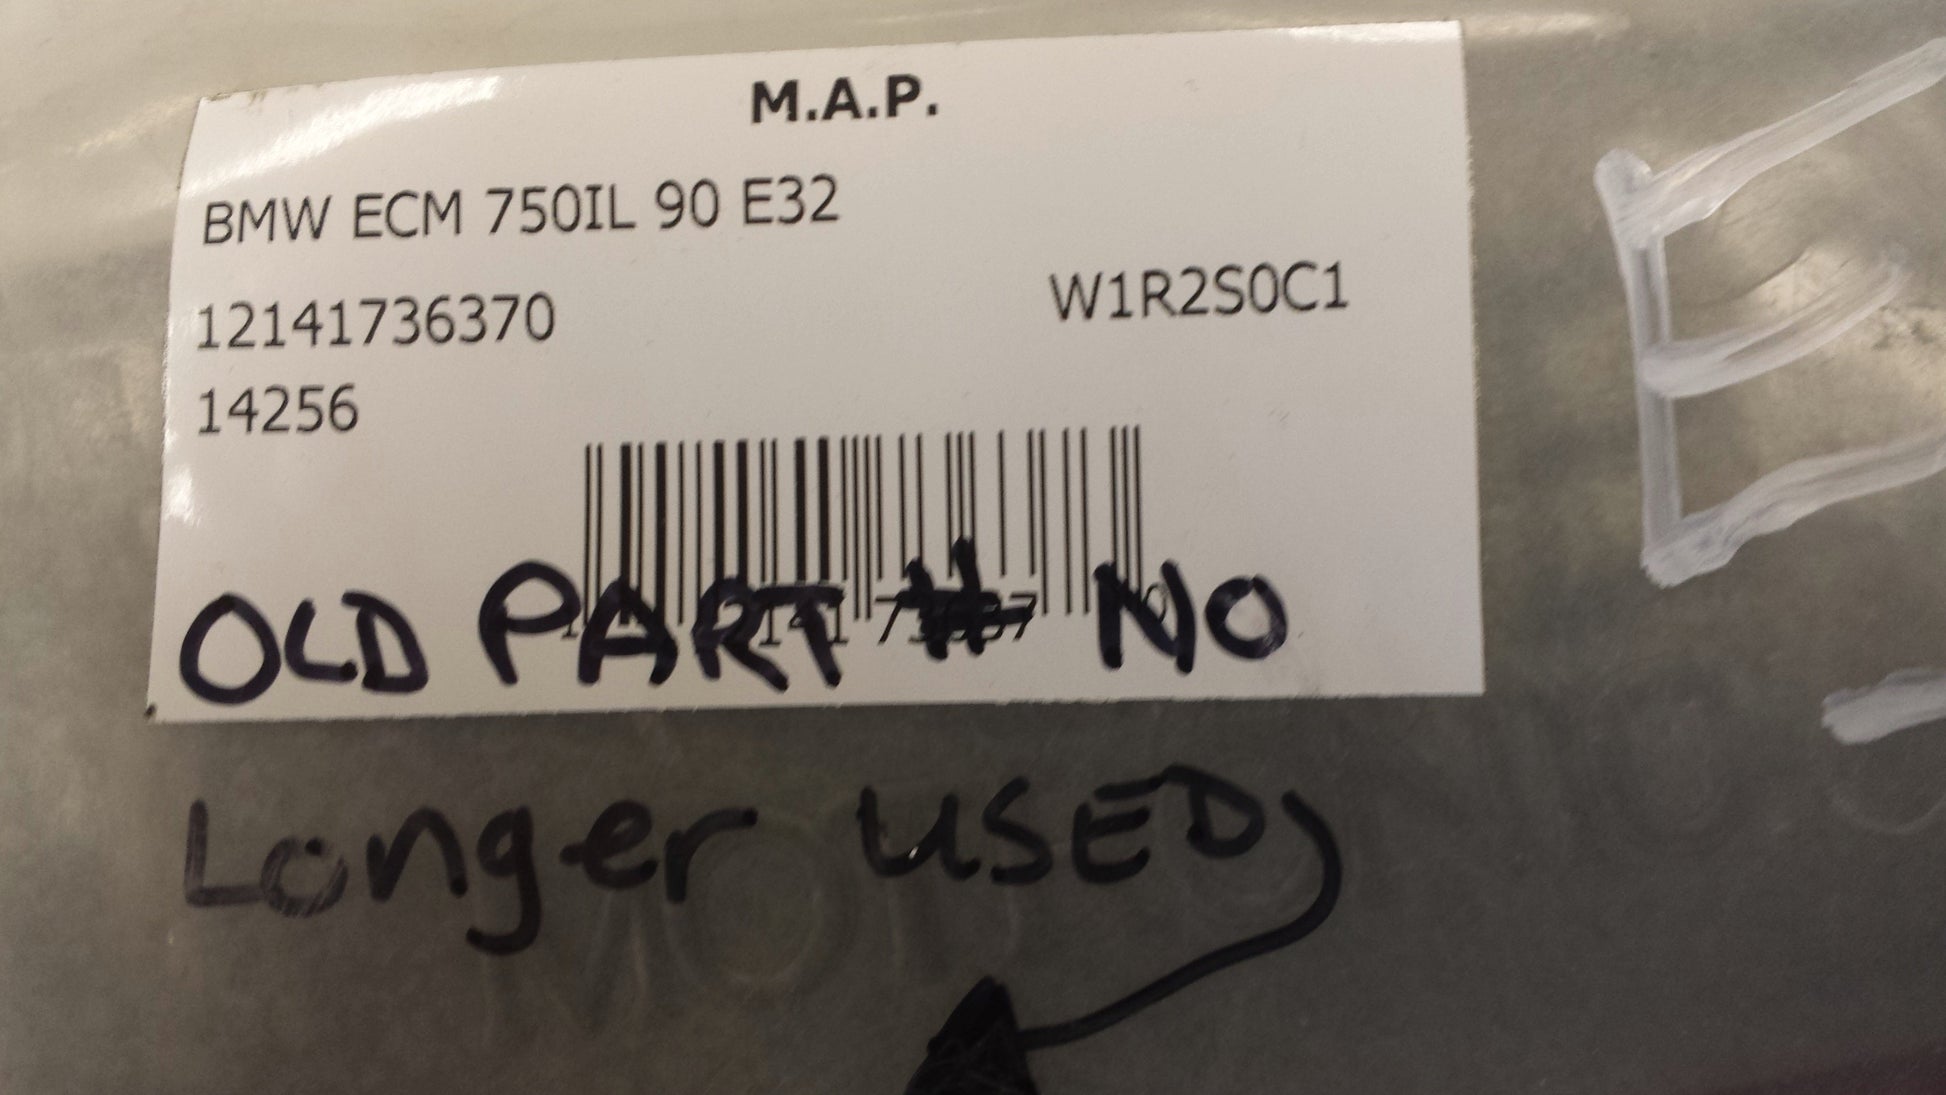 M.A.P.
BMW ECM 750IL 90 E32
12141736370
W1R2S0C1
14256
OLD PART # NO
Longer USED
E